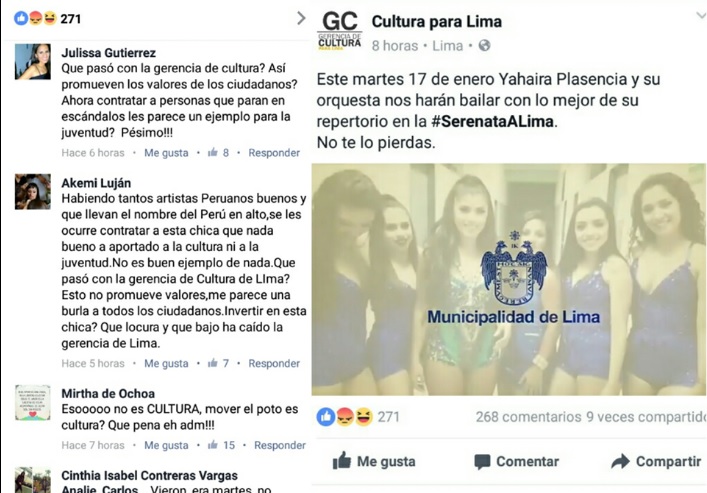 271
Julissa Gutierrez
Que pasó con la gerencia de cultura? Así
promueven los valores de los ciudadanos?
Ahora contratar a personas que paran en
escándalos les parece un ejemplo para la
juventud? Pésimo!!!
Hace 6 horas • Me gusta • 8 • Responder
Akemi Luján
Habiendo tantos artistas Peruanos buenos y
que llevan el nombre del Perú en alto,se les
ocurre contratar a esta chica que nada
bueno a aportado a la cultura ni a la
juventud.No es buen ejemplo de nada.Que
pasó con la gerencia de Cultura de LIma?
Esto no promueve valores,me parece una
burla a todos los ciudadanos.Invertir en esta
chica? Que locura y que bajo ha caído la
gerencia de Lima.
Hace 5 horas • Me gusta • 7 • Responder
Mirtha de Ochoa
Esooooo no es CULTURA, mover el poto es
cultura? Que pena eh adm!!!
Hace 7 horas • Me gusta • 15 • Responder
Cinthia Isabel Contreras Vargas
Analie Carlos Vieron era martes no
GC
GERENCIA DE
CULTURA
Cultura para Lima
8 horas • Lima •
Este martes 17 de enero Yahaira Plasencia y su
orquesta nos harán bailar con lo mejor de su
repertorio en la #SerenataALima.
No te lo pierdas.
Municipalidad de Lima
271
268 comentarios 9 veces compartido
Me gusta
Comentar
Compartir